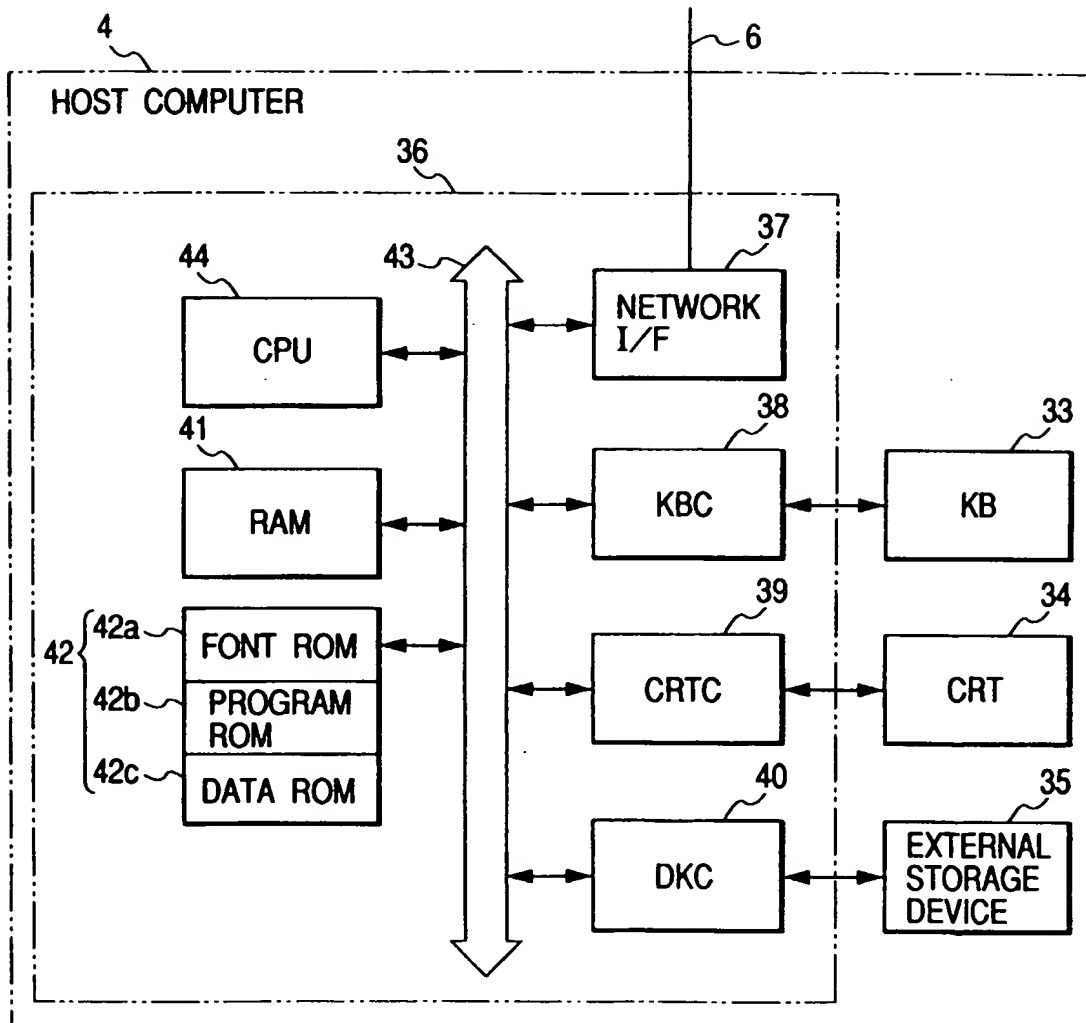 4
6
HOST COMPUTER
36
44
CPU
43
37
NETWORK
I/F
41
RAM
38
KBC
33
KB
42
42a
FONT ROM
42b
PROGRAM
ROM
42c
DATA ROM
39
CRTC
34
CRT
40
DKC
35
EXTERNAL
STORAGE
DEVICE